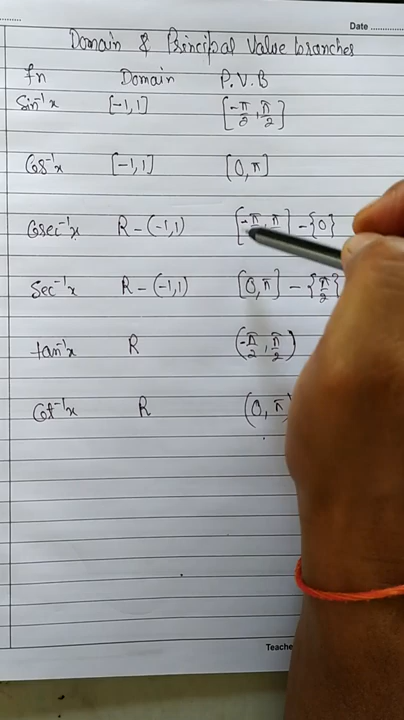 Date
Domain & Principal Value branches
fn Domain P.V.B
Sin⁻¹x [-1,1] [-π/2, π/2]
Cos⁻¹x [-1,1] [0,π]
Cosec⁻¹x R-(-1,1) [-π/2, π/2] -{0}
Sec⁻¹x R-(-1,1) [0,π] - {π/2}
tan⁻¹x R (-π/2, π/2)
Cot⁻¹x R (0,π)